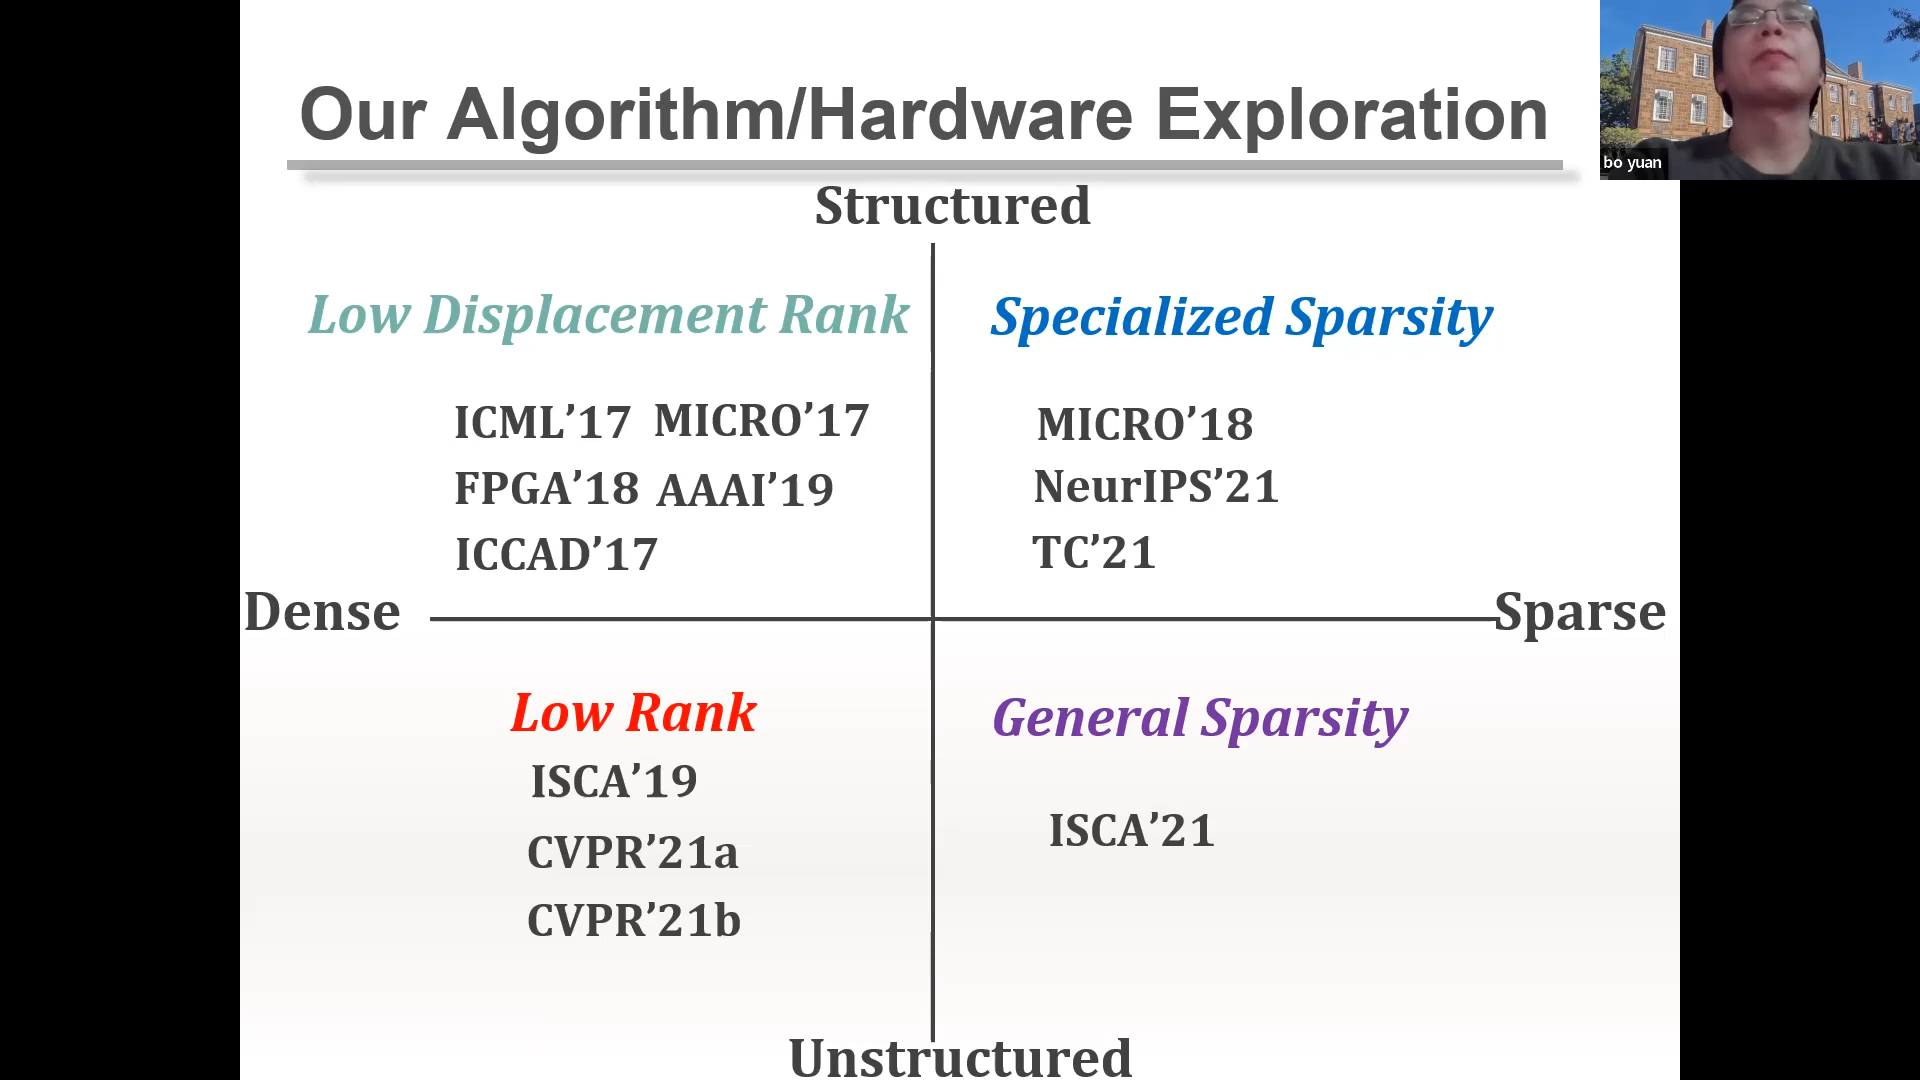 Our Algorithm/Hardware Exploration
bo yuan
Structured
Low Displacement Rank
Specialized Sparsity
ICML’17 MICRO’17
FPGA’18 AAAI’19
ICCAD’17
MICRO’18
NeurIPS’21
TC’21
Dense
Sparse
Low Rank
General Sparsity
ISCA’19
CVPR’21a
CVPR’21b
ISCA’21
Unstructured